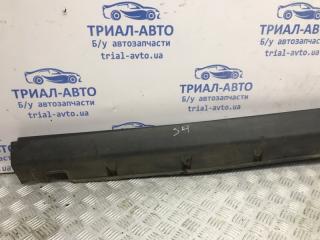 ТРИАЛ-АВТО ТРИАЛ-АВТО
Б/у автозапчасти Б/у автозапчасти
trial-avto.ua trial-avto.ua